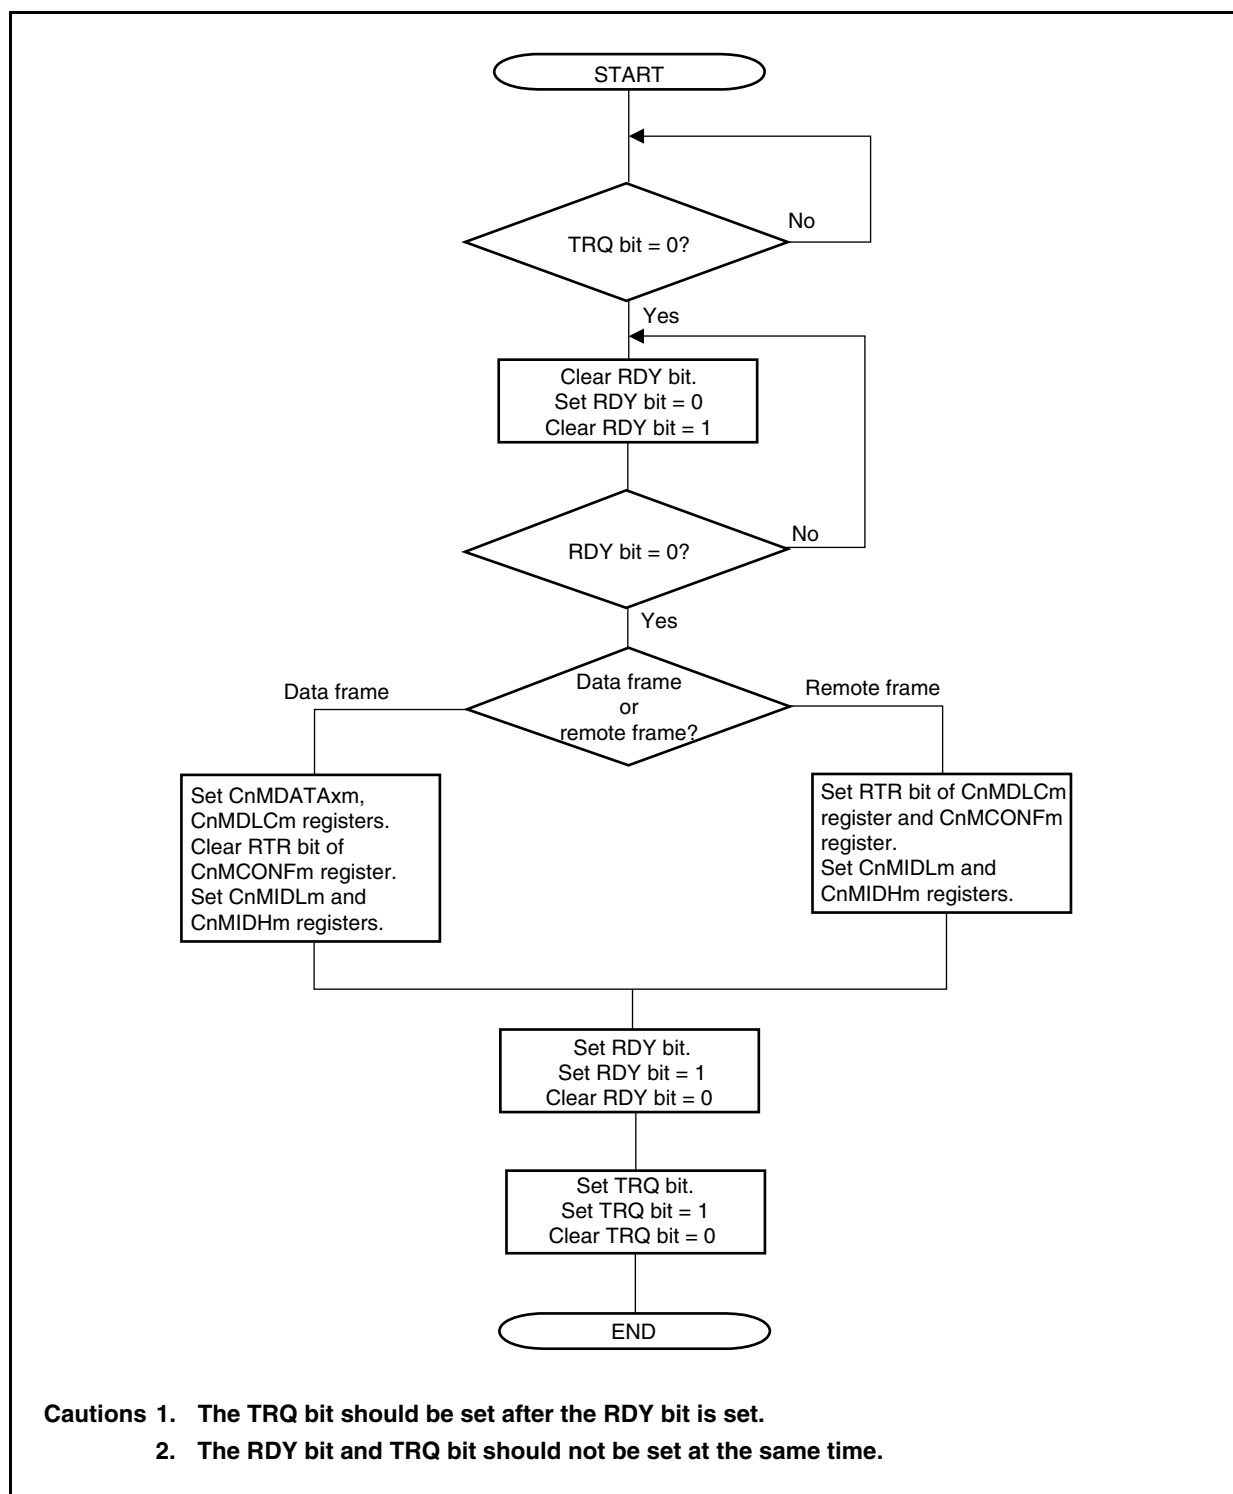 START
TRQ bit = 0?
No
Yes
Clear RDY bit.
Set RDY bit = 0
Clear RDY bit = 1
RDY bit = 0?
No
Yes
Data frame
or
remote frame?
Data frame
Remote frame
Set CnMDATAxm,
CnMDLCm registers.
Clear RTR bit of
CnMCONFm register.
Set CnMIDLm and
CnMIDHm registers.
Set RTR bit of CnMDLCm
register and CnMCONFm
register.
Set CnMIDLm and
CnMIDHm registers.
Set RDY bit.
Set RDY bit = 1
Clear RDY bit = 0
Set TRQ bit.
Set TRQ bit = 1
Clear TRQ bit = 0
END
Cautions 1. The TRQ bit should be set after the RDY bit is set.
2. The RDY bit and TRQ bit should not be set at the same time.